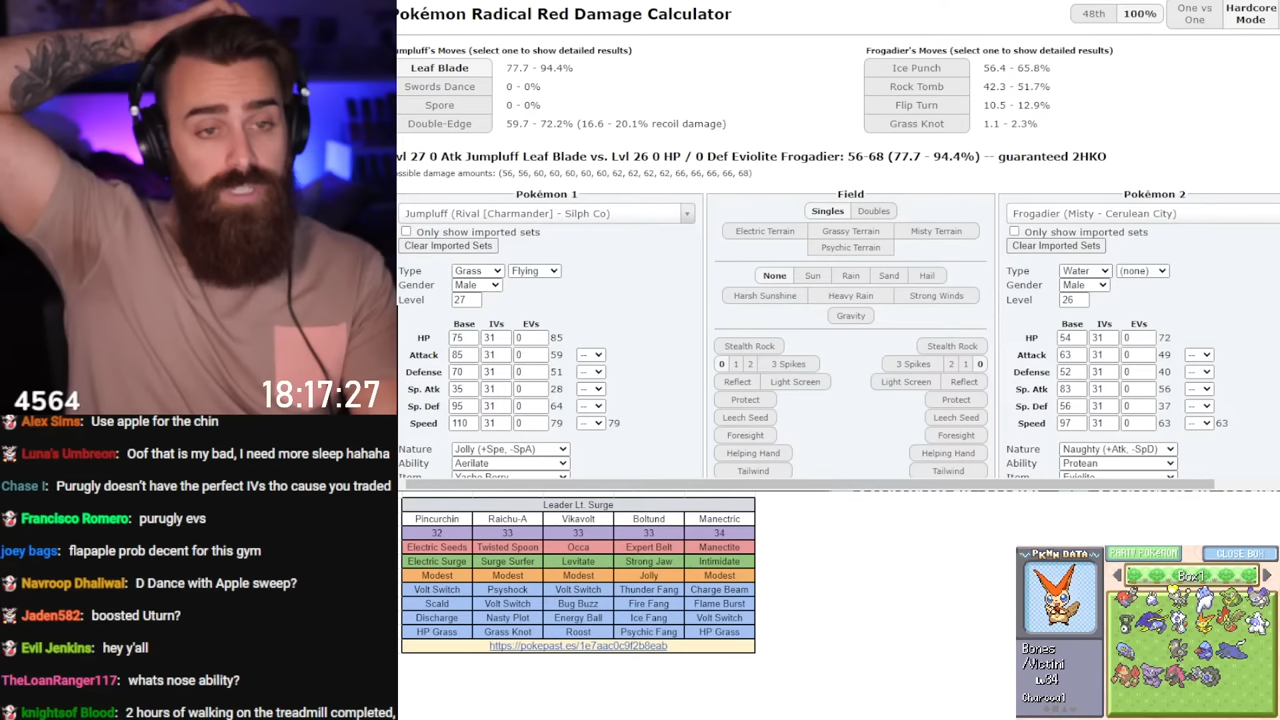 Pokémon Radical Red Damage Calculator
48th 100% One vs One Hardcore Mode
Jumpluff's Moves (select one to show detailed results)
Leaf Blade 77.7 - 94.4%
Swords Dance 0 - 0%
Spore 0 - 0%
Double-Edge 59.7 - 72.2% (16.6 - 20.1% recoil damage)
Frogadier's Moves (select one to show detailed results)
Ice Punch 56.4 - 65.8%
Rock Tomb 42.3 - 51.7%
Flip Turn 10.5 - 12.9%
Grass Knot 1.1 - 2.3%
vl 27 0 Atk Jumpluff Leaf Blade vs. Lvl 26 0 HP / 0 Def Eviolite Frogadier: 56-68 (77.7 - 94.4%) -- guaranteed 2HKO
ossible damage amounts: (56, 56, 60, 60, 60, 60, 60, 62, 62, 62, 62, 66, 66, 66, 66, 68)
Pokémon 1
Jumpluff (Rival [Charmander] - Silph Co)
Only show imported sets
Clear Imported Sets
Type Grass Flying
Gender Male
Level 27
Base IVs EVs
HP 75 31 0 85
Attack 85 31 0 59 --
Defense 70 31 0 51 --
Sp. Atk 35 31 0 28 --
Sp. Def 95 31 0 64 --
Speed 110 31 0 79 -- 79
Nature Jolly (+Spe, -SpA)
Ability Aerilate
Item Yache Berry
Field
Singles Doubles
Electric Terrain Grassy Terrain Misty Terrain
Psychic Terrain
None Sun Rain Sand Hail
Harsh Sunshine Heavy Rain Strong Winds
Gravity
Stealth Rock Stealth Rock
0 1 2 3 Spikes 3 Spikes 2 1 0
Reflect Light Screen Light Screen Reflect
Protect Protect
Leech Seed Leech Seed
Foresight Foresight
Helping Hand Helping Hand
Tailwind Tailwind
Pokémon 2
Frogadier (Misty - Cerulean City)
Only show imported sets
Clear Imported Sets
Type Water (none)
Gender Male
Level 26
Base IVs EVs
HP 54 31 0 72
Attack 63 31 0 49 --
Defense 52 31 0 40 --
Sp. Atk 83 31 0 56 --
Sp. Def 56 31 0 37 --
Speed 97 31 0 63 -- 63
Nature Naughty (+Atk, -SpD)
Ability Protean
Item Eviolite
4564
18:17:27
Alex Sims: Use apple for the chin
Luna's Umbreon: Oof that is my bad, I need more sleep hahaha
Chase I: Purugly doesn't have the perfect IVs tho cause you traded
Francisco Romero: purugly evs
joey bags: flapaple prob decent for this gym
Navroop Dhaliwal: D Dance with Apple sweep?
Jaden582: boosted Uturn?
Evil Jenkins: hey y'all
TheLoanRanger117: whats nose ability?
knightsof Blood: 2 hours of walking on the treadmill completed,
Leader Lt. Surge
Pincurchin Raichu-A Vikavolt Boltund Manectric
32 33 33 33 34
Electric Seeds Twisted Spoon Occa Expert Belt Manectite
Electric Surge Surge Surfer Levitate Strong Jaw Intimidate
Modest Modest Modest Jolly Modest
Volt Switch Psyshock Volt Switch Thunder Fang Charge Beam
Scald Volt Switch Bug Buzz Fire Fang Flame Burst
Discharge Nasty Plot Energy Ball Ice Fang Volt Switch
HP Grass Grass Knot Roost Psychic Fang HP Grass
https://pokepast.es/1e7aac0c9f2b8eab
PKMN DATA PARTY POKéMON CLOSE BOX
Box1
Bones
/Victini
Lv34
Charcoal